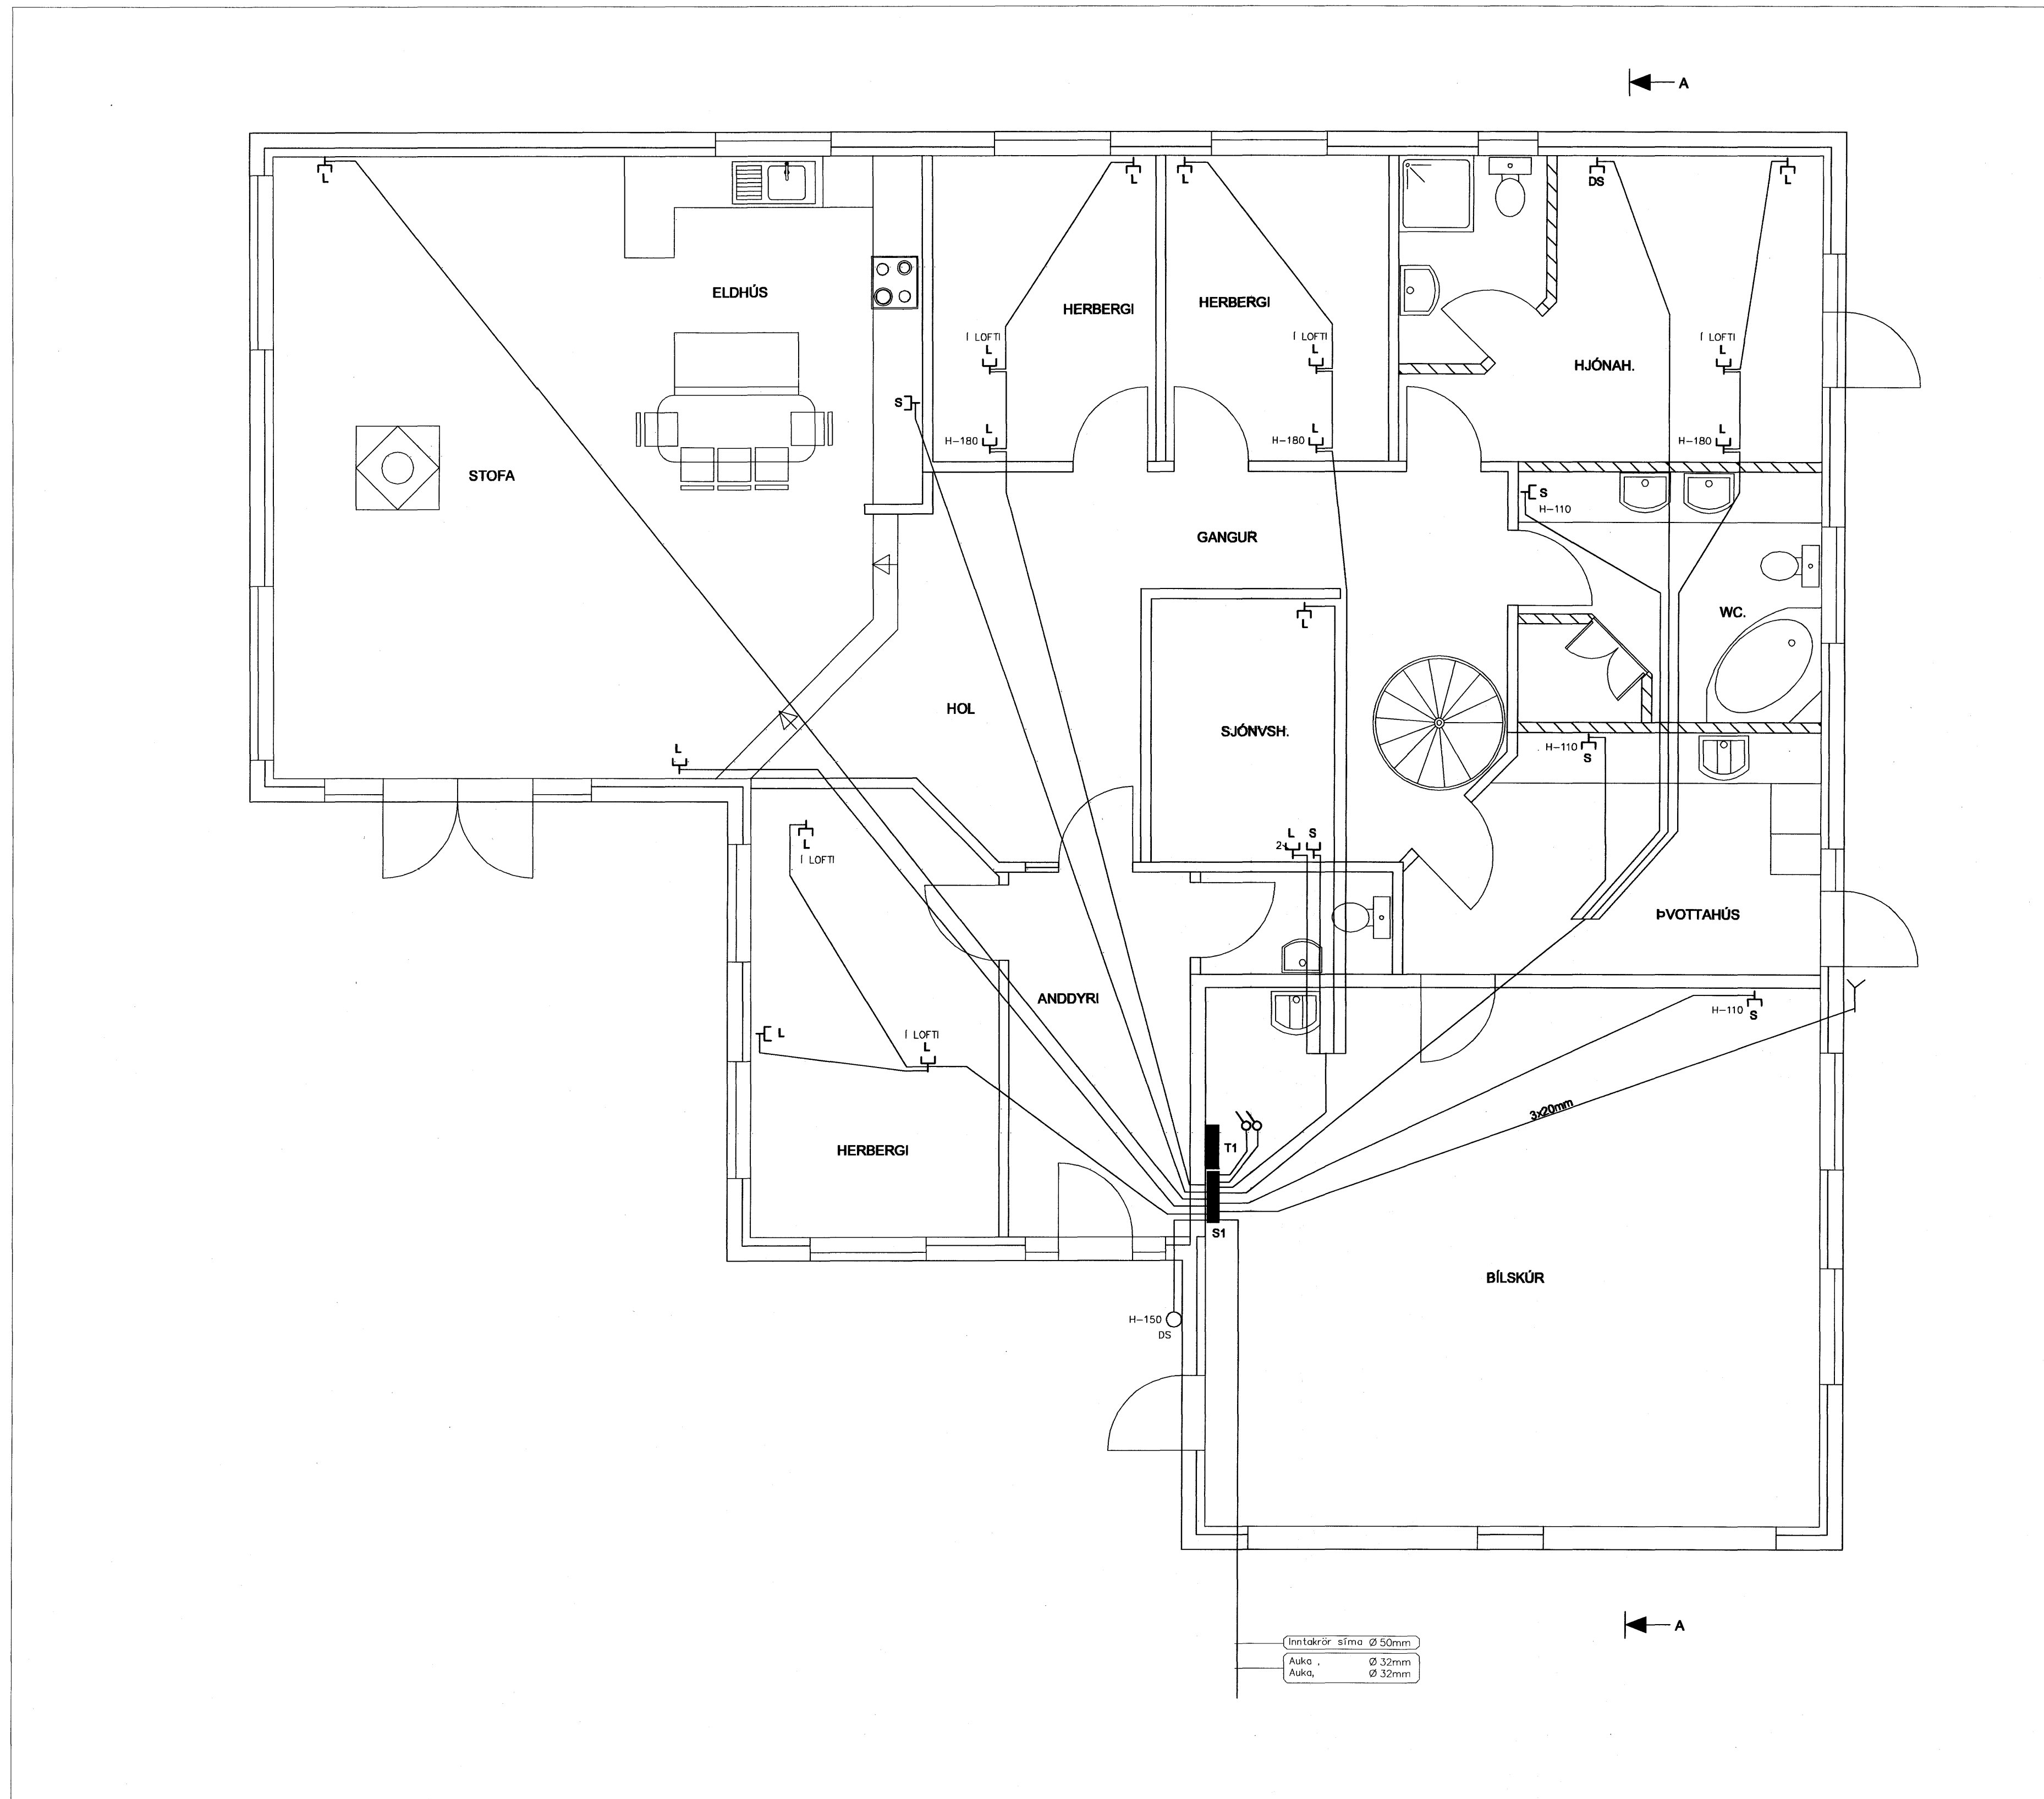 A
L
L
L
DS
L
ELDHÚS
HERBERGI
HERBERGI
Í LOFTI
L
Í LOFTI
L
Í LOFTI
L
HJÓNAH.
S
L
H-180
L
H-180
L
H-180
STOFA
S
H-110
GANGUR
WC.
L
HOL
SJÓNVSH.
L
H-110
S
L
Í LOFTI
L S
2x
ÞVOTTAHÚS
ANDDYRI
H-110
S
L
Í LOFTI
L
3x20mm
HERBERGI
T1
S1
BÍLSKÚR
H-150
DS
A
Inntakrör síma Ø 50mm
Auka , Ø 32mm
Auka, Ø 32mm